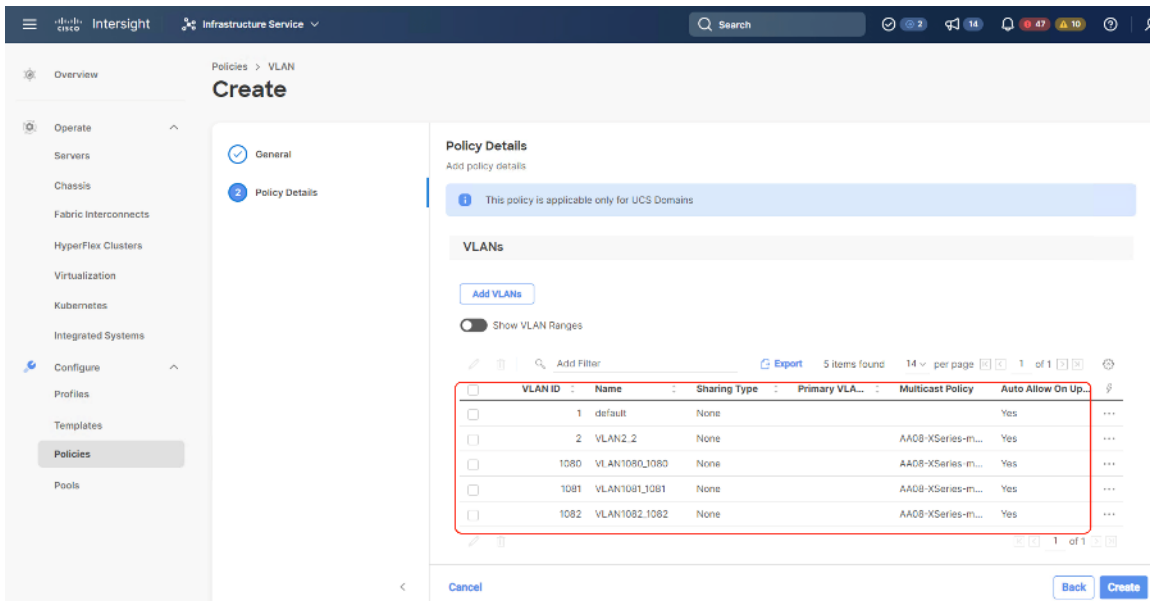 cisco Intersight Infrastructure Service Search 2 14 47 10
Overview
Operate
Servers
Chassis
Fabric Interconnects
HyperFlex Clusters
Virtualization
Kubernetes
Integrated Systems
Configure
Profiles
Templates
Policies
Pools
Policies > VLAN
Create
General
2 Policy Details
Policy Details
Add policy details
This policy is applicable only for UCS Domains
VLANs
Add VLANs
Show VLAN Ranges
Add Filter Export 5 items found 14 per page 1 of 1
VLAN ID Name Sharing Type Primary VLA... Multicast Policy Auto Allow On Up...
1 default None Yes
2 VLAN2_2 None AA08-XSeries-m... Yes
1080 VLAN1080_1080 None AA08-XSeries-m... Yes
1081 VLAN1081_1081 None AA08-XSeries-m... Yes
1082 VLAN1082_1082 None AA08-XSeries-m... Yes
1 of 1
Cancel Back Create